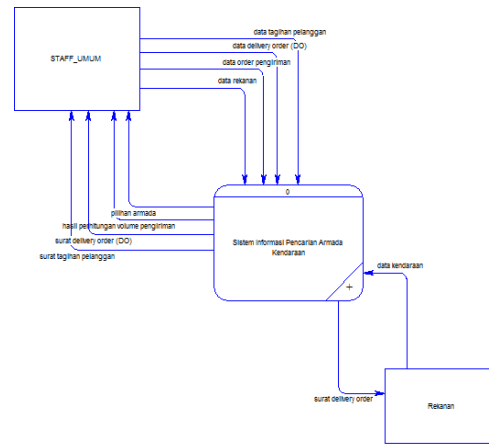 data tagihan pelanggan
data delivery order (DO)
STAFF_UMUM
data order pengiriman
data rekanan
0
pilihan armada
hasil perhitungan volume pengiriman
surat delivery order (DO)
surat tagihan pelanggan
Sistem Informasi Pencarian Armada
Kendaraan
data kendaraan
+
surat delivery order
Rekanan